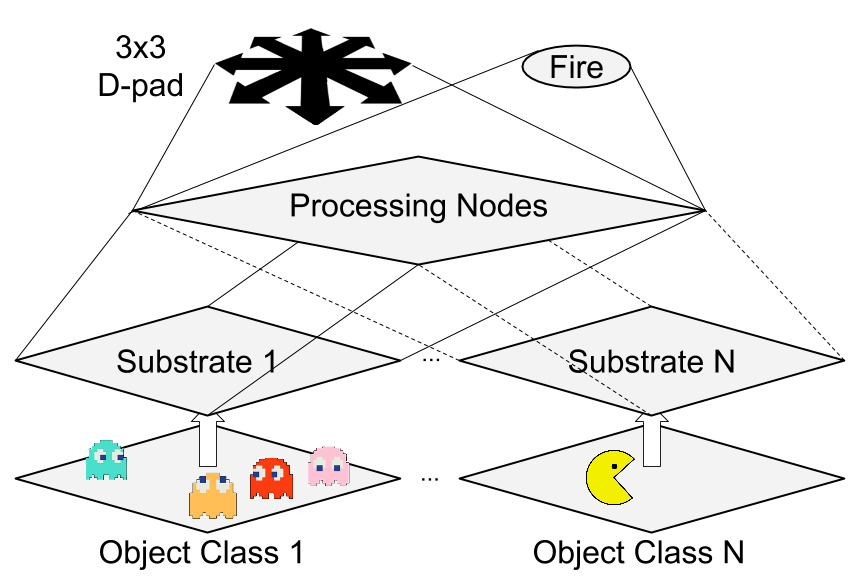 3x3
D-pad
Fire
Processing Nodes
Substrate 1
...
Substrate N
...
Object Class 1
Object Class N